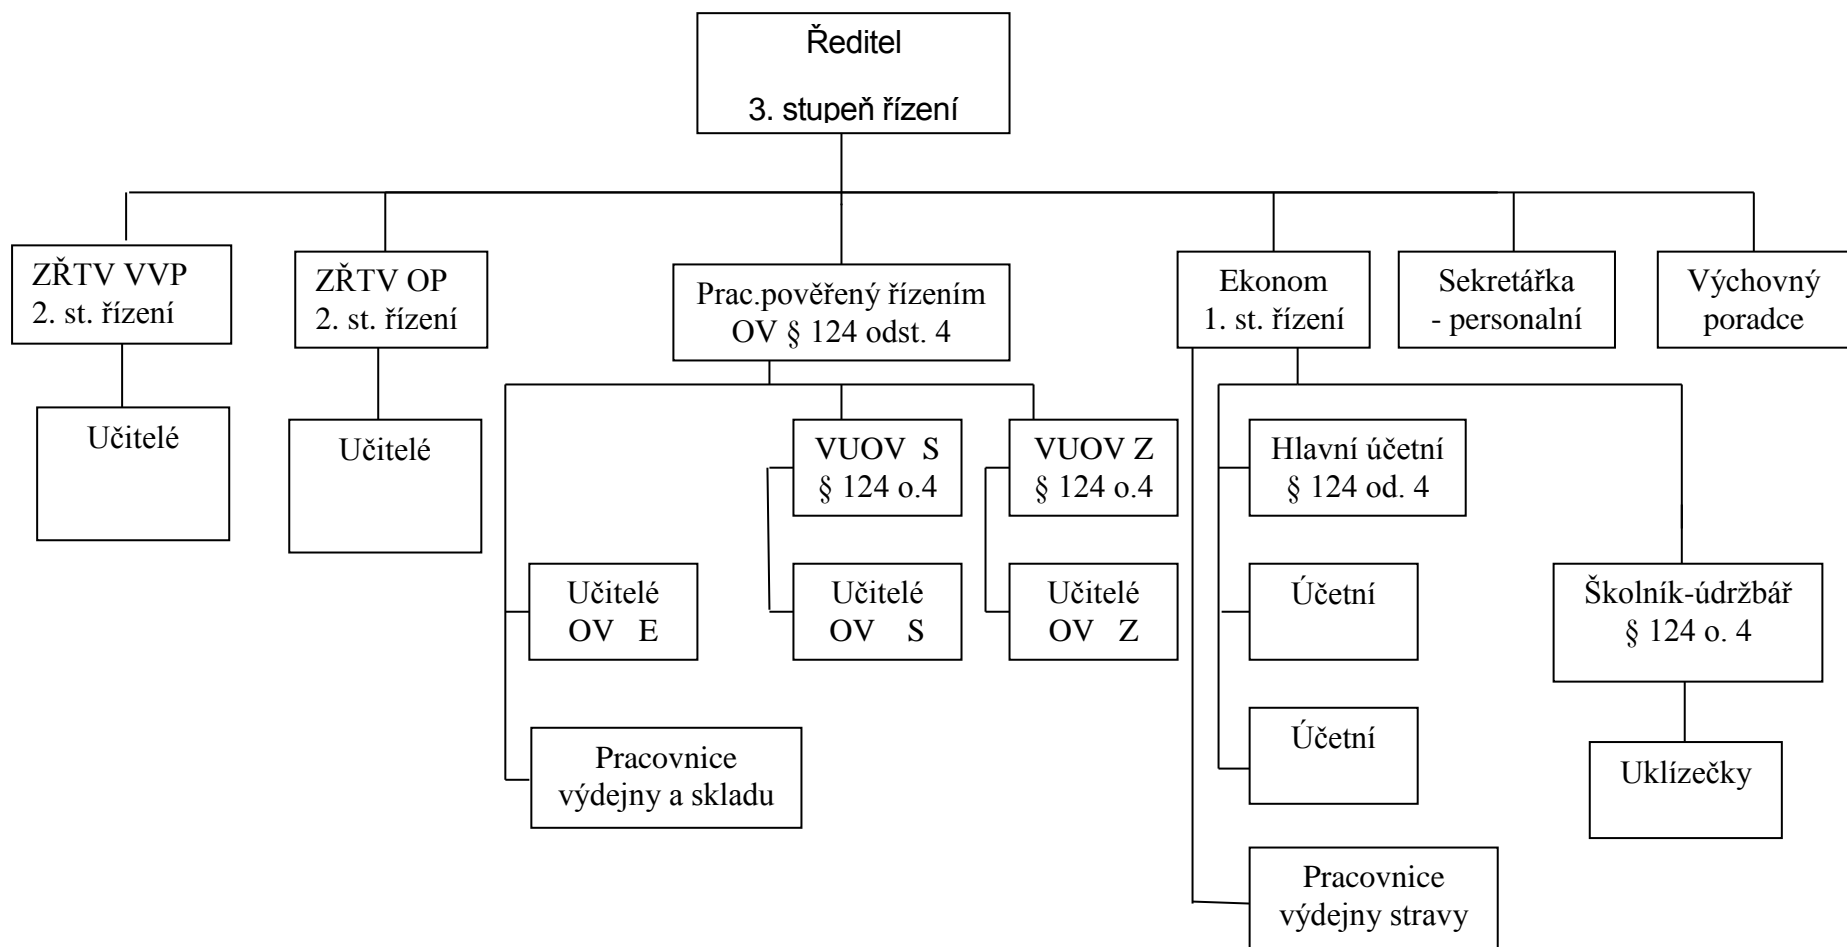 Ředitel
3. stupeň řízení
ZŘTV VVP
2. st. řízení
ZŘTV OP
2. st. řízení
Prac.pověřený řízením
OV § 124 odst. 4
Ekonom
1. st. řízení
Sekretářka
- personalní
Výchovný
poradce
Učitelé
Učitelé
VUOV  S
§ 124 o.4
VUOV Z
§ 124 o.4
Hlavní účetní
§ 124 od. 4
Učitelé
OV   E
Učitelé
OV    S
Učitelé
OV   Z
Účetní
Školník-údržbář
§ 124 o. 4
Pracovnice
výdejny a skladu
Účetní
Uklízečky
Pracovnice
výdejny stravy